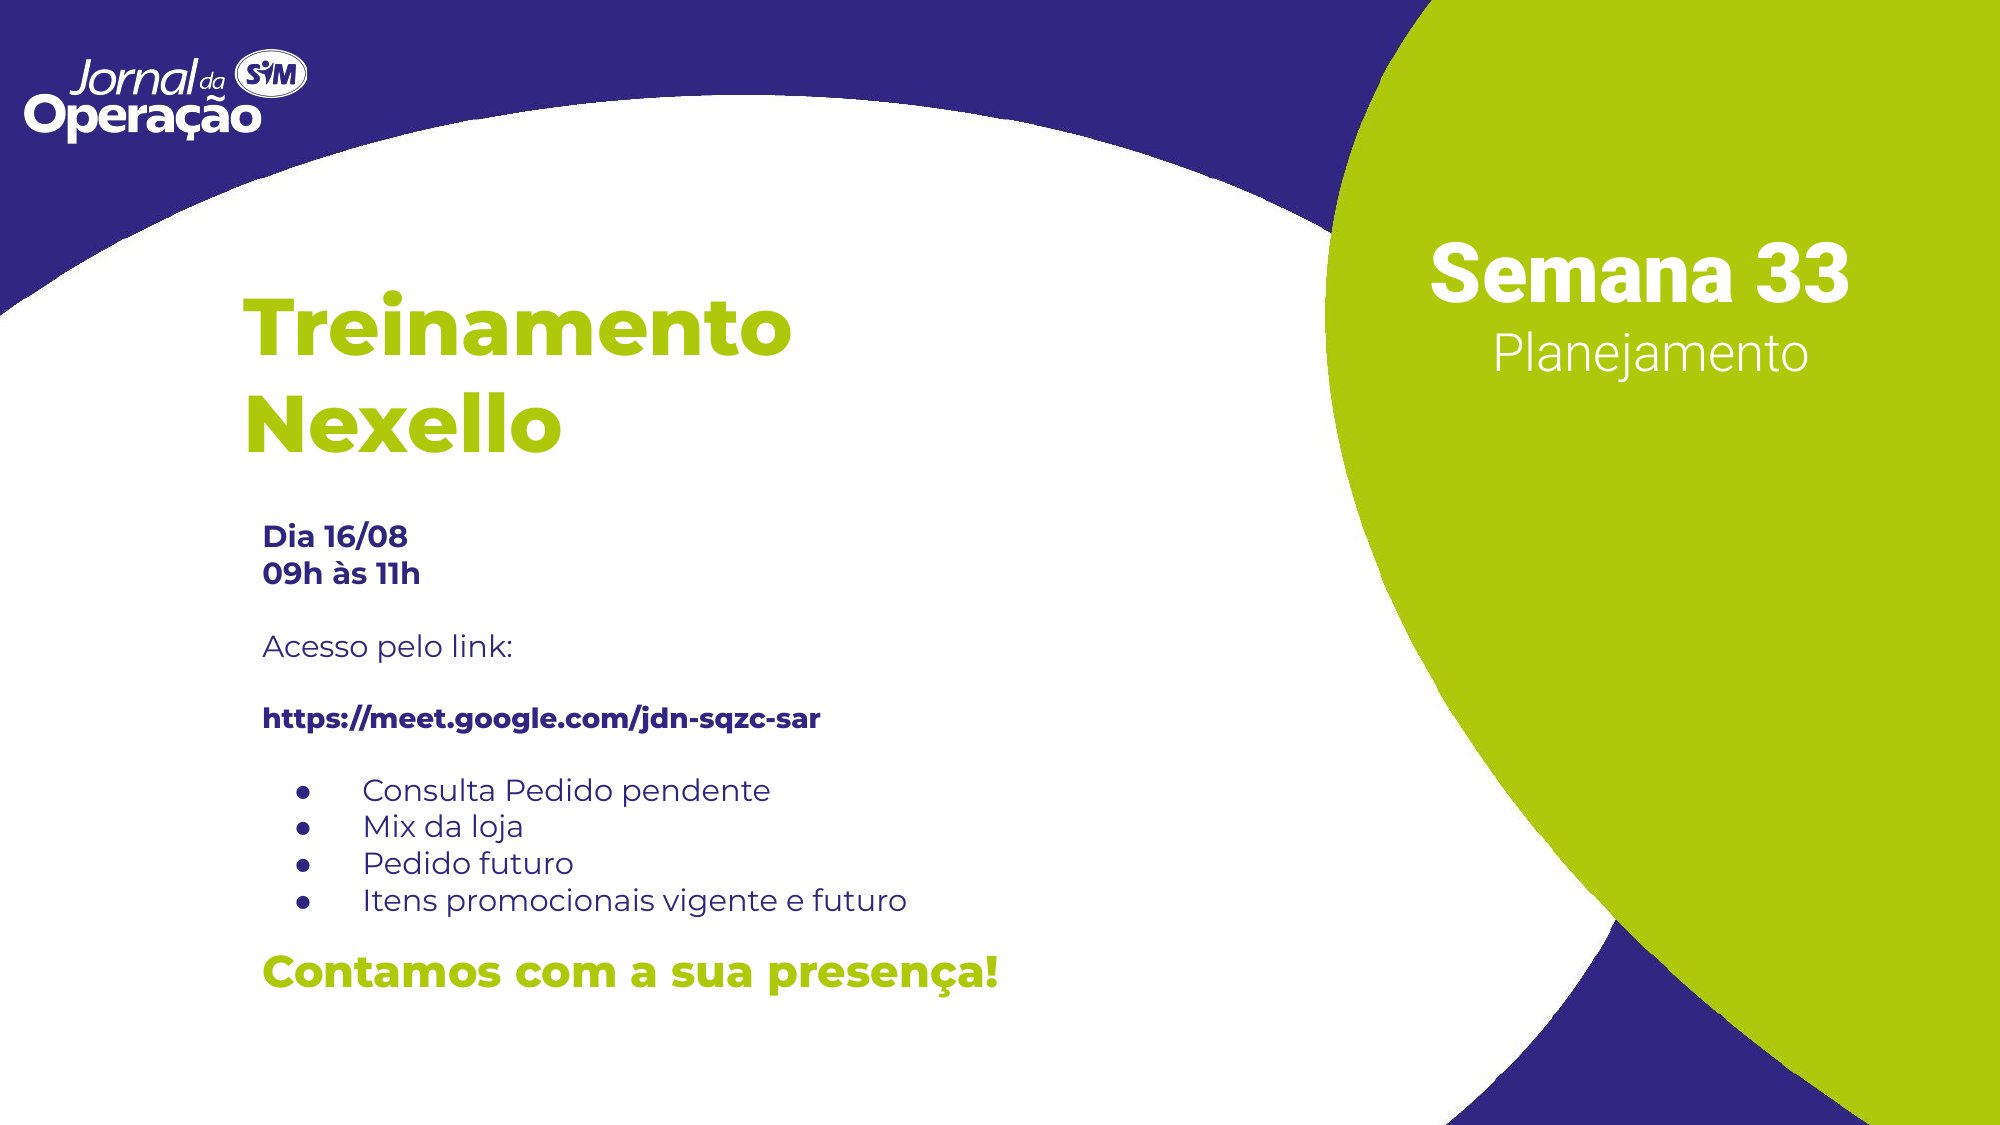 Jornal da SIM
Operação
Semana 33
Planejamento
Treinamento
Nexello
Dia 16/08
09h às 11h
Acesso pelo link:
https://meet.google.com/jdn-sqzc-sar
● Consulta Pedido pendente
● Mix da loja
● Pedido futuro
● Itens promocionais vigente e futuro
Contamos com a sua presença!